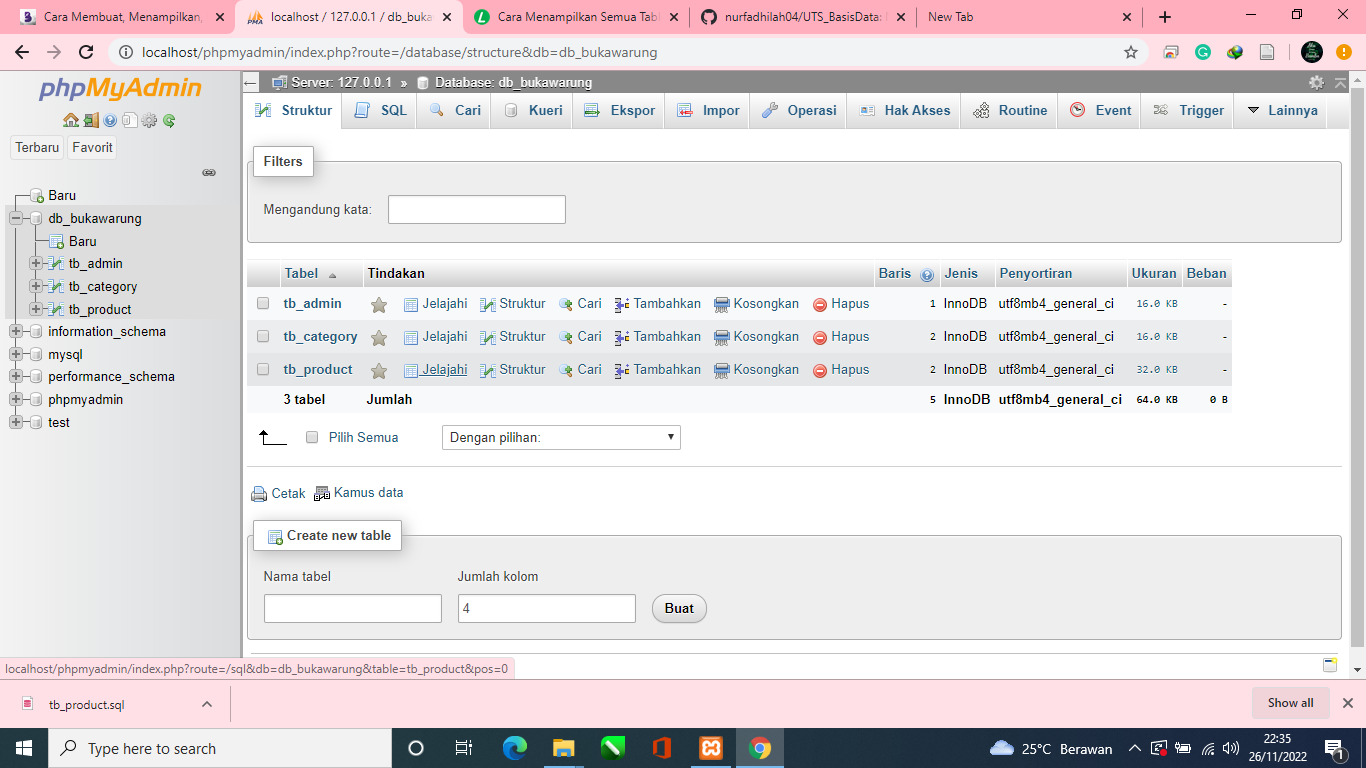 Cara Membuat, Menampilkan,
localhost / 127.0.0.1 / db_buka
Cara Menampilkan Semua Tab
nurfadhilah04/UTS_BasisData:
New Tab
localhost/phpmyadmin/index.php?route=/database/structure&db=db_bukawarung
phpMyAdmin
Terbaru Favorit
Baru
db_bukawarung
Baru
tb_admin
tb_category
tb_product
information_schema
mysql
performance_schema
phpmyadmin
test
Server: 127.0.0.1 » Database: db_bukawarung
Struktur SQL Cari Kueri Ekspor Impor Operasi Hak Akses Routine Event Trigger Lainnya
Filters
Mengandung kata:
Tabel Tindakan Baris Jenis Penyortiran Ukuran Beban
tb_admin Jelajahi Struktur Cari Tambahkan Kosongkan Hapus 1 InnoDB utf8mb4_general_ci 16.0 KB -
tb_category Jelajahi Struktur Cari Tambahkan Kosongkan Hapus 2 InnoDB utf8mb4_general_ci 16.0 KB -
tb_product Jelajahi Struktur Cari Tambahkan Kosongkan Hapus 2 InnoDB utf8mb4_general_ci 32.0 KB -
3 tabel Jumlah 5 InnoDB utf8mb4_general_ci 64.0 KB 0 B
Pilih Semua Dengan pilihan:
Cetak Kamus data
Create new table
Nama tabel Jumlah kolom
4 Buat
localhost/phpmyadmin/index.php?route=/sql&db=db_bukawarung&table=tb_product&pos=0
tb_product.sql Show all
Type here to search
25°C Berawan
22:35
26/11/2022
1